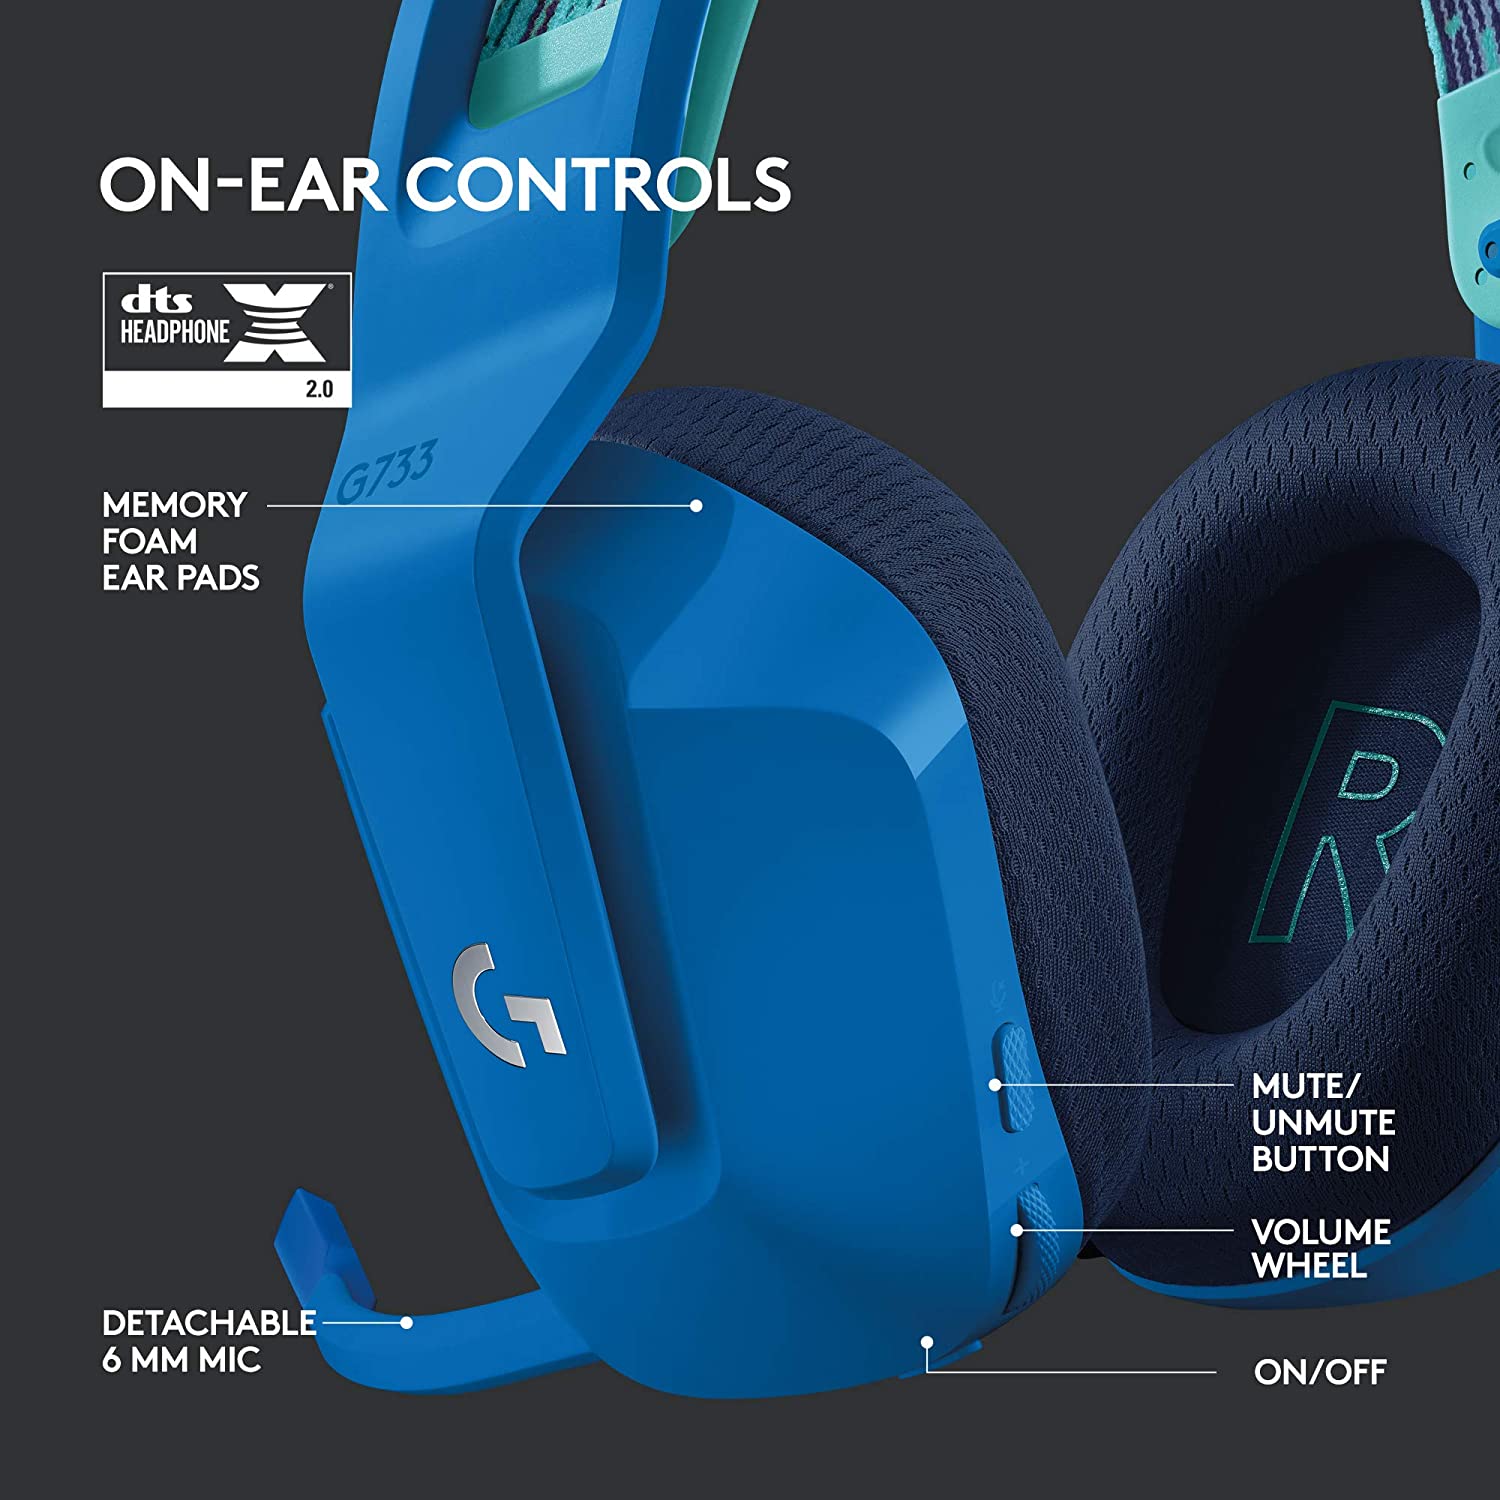 ON-EAR CONTROLS
dts
HEADPHONE X®
2.0
G733
MEMORY
FOAM
EAR PADS
R
MUTE/
UNMUTE
BUTTON
+
VOLUME
WHEEL
DETACHABLE
6 MM MIC
ON/OFF